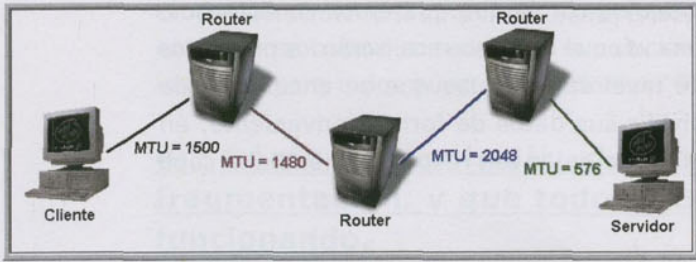 Router
Router
MTU = 1500
MTU = 1480
MTU = 2048
MTU = 576
Cliente
Router
Servidor